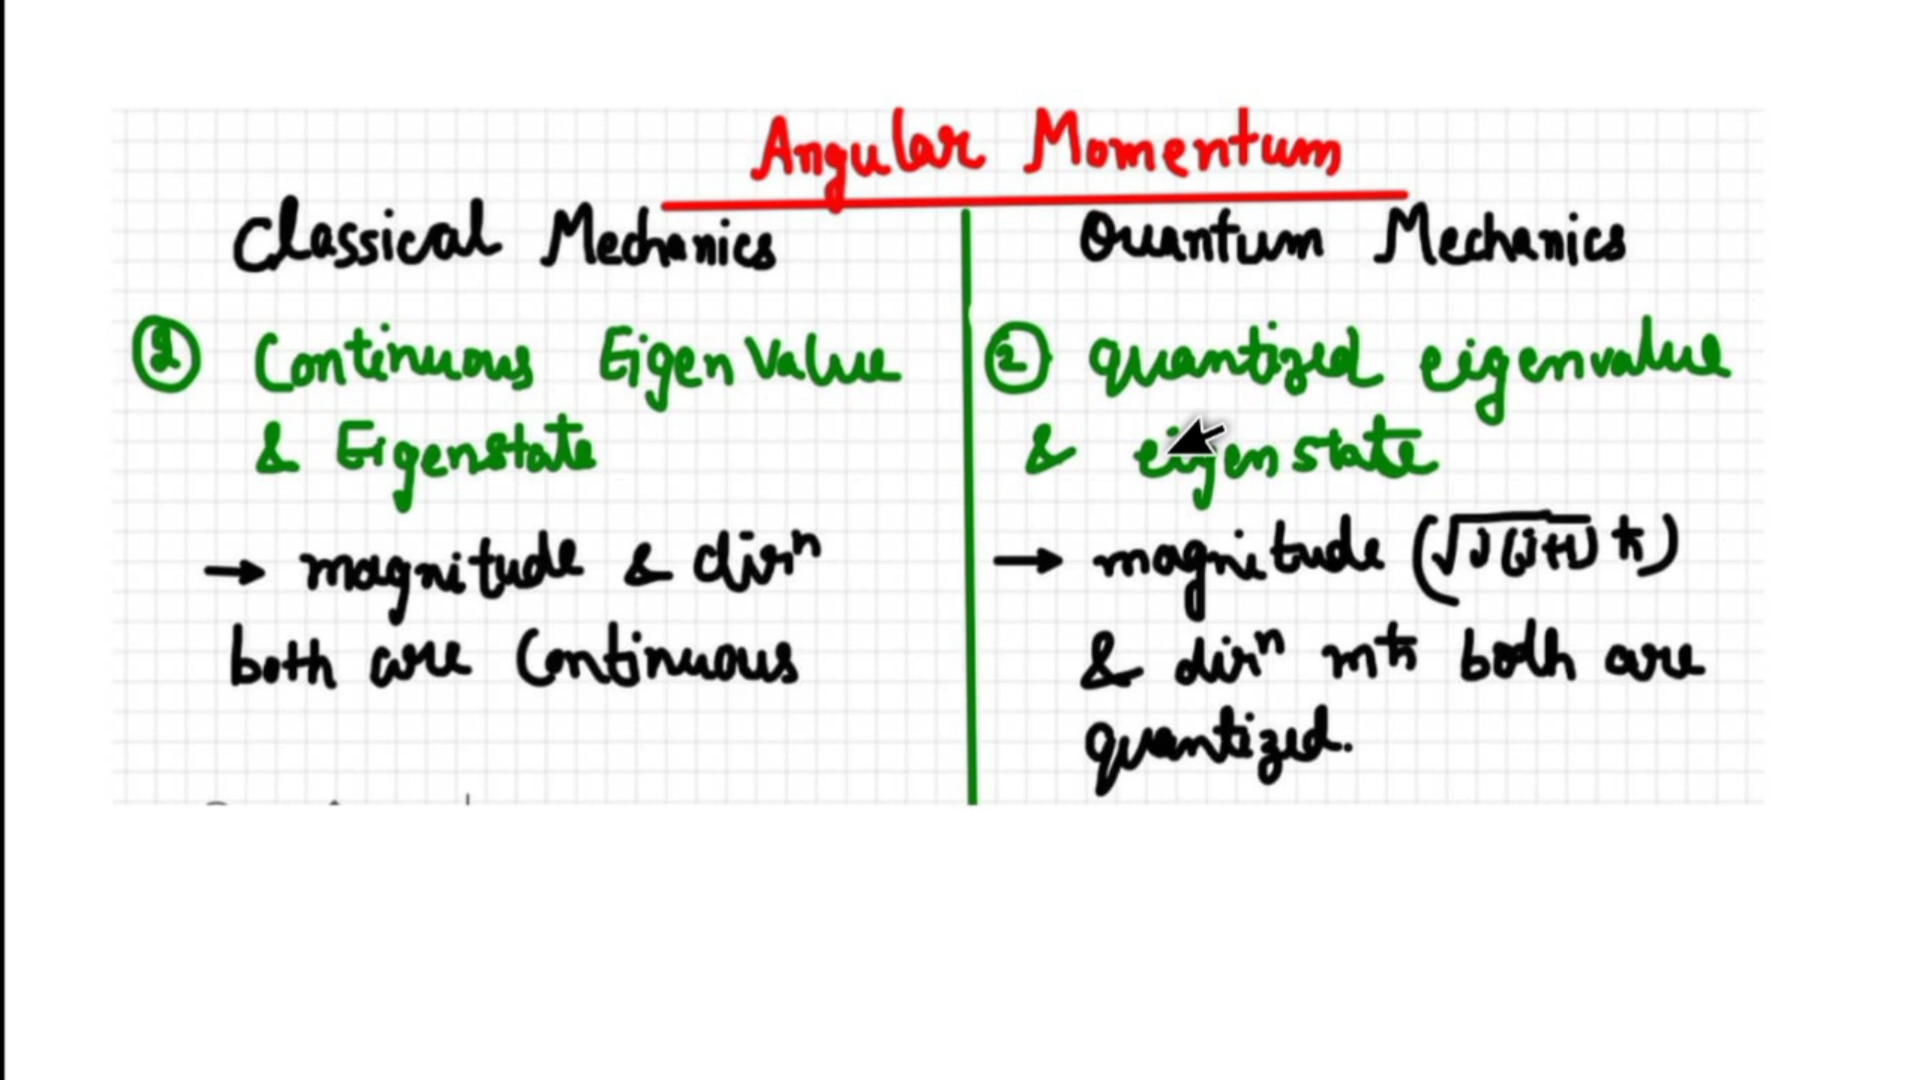 Angular Momentum
Classical Mechanics
② Continuous Eigen Value
& Eigenstate
→ magnitude & dirⁿ
both are Continuous
Quantum Mechanics
② quantized eigenvalue
& eigenstate
→ magnitude (√j(j+1) ħ)
& dirⁿ mħ both are
quantized.